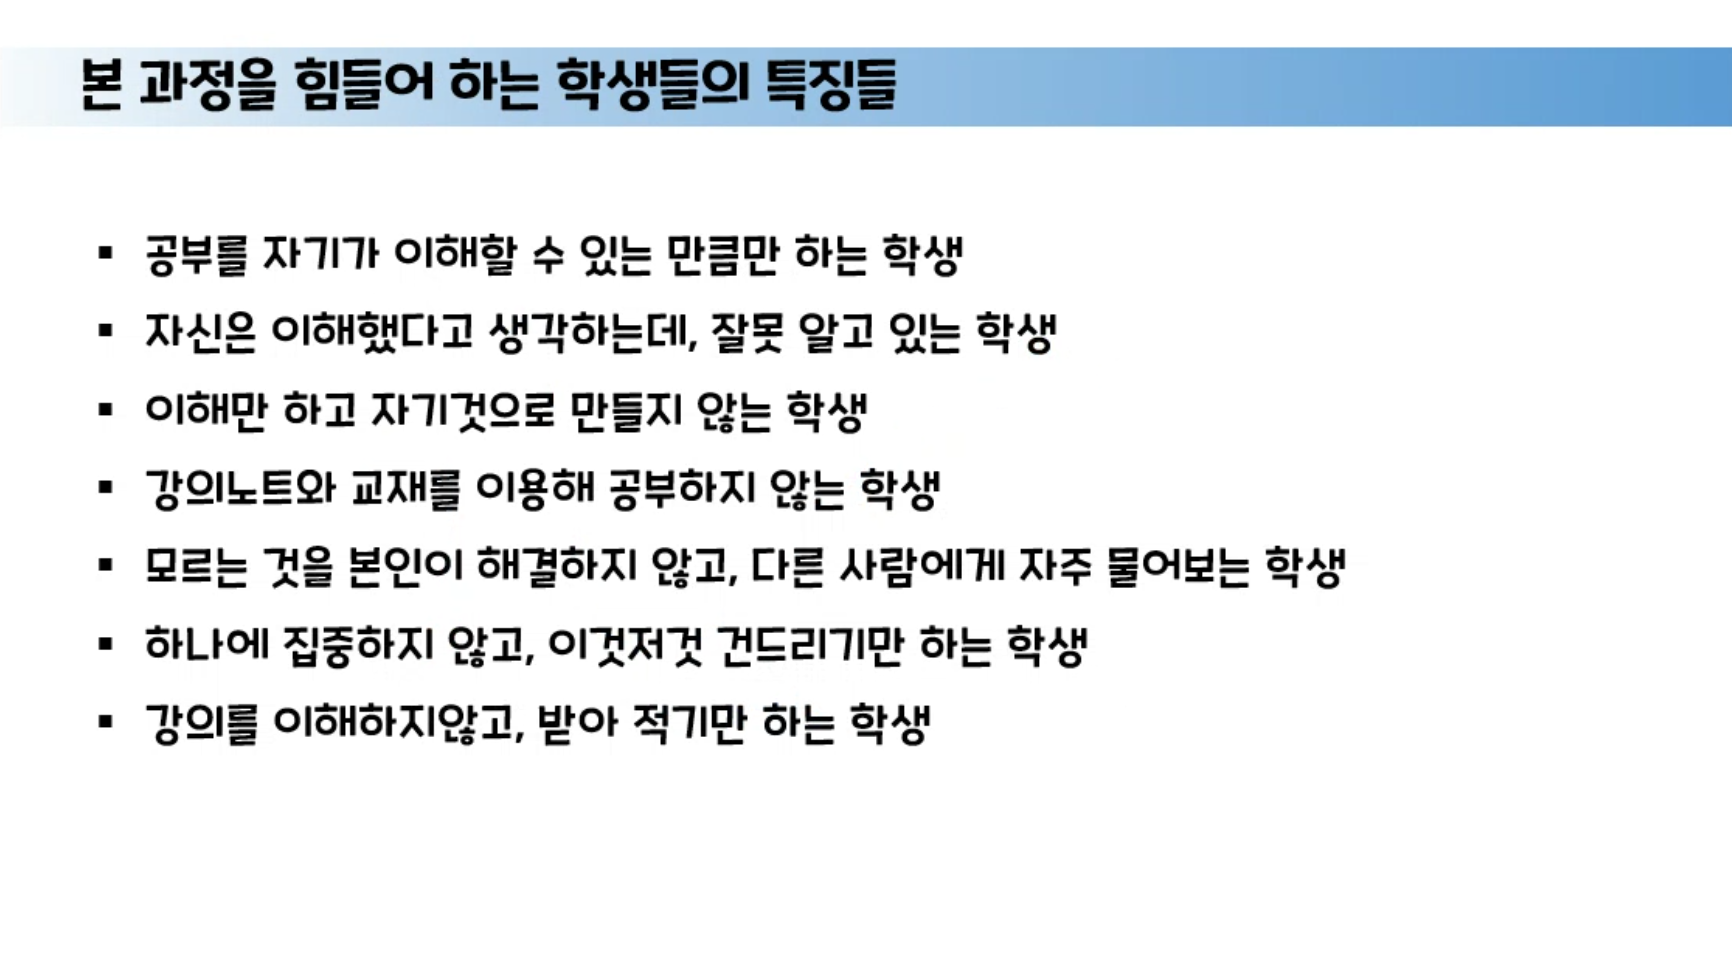 본 과정을 힘들어 하는 학생들의 특징들
▪ 공부를 자기가 이해할 수 있는 만큼만 하는 학생
▪ 자신은 이해했다고 생각하는데, 잘못 알고 있는 학생
▪ 이해만 하고 자기것으로 만들지 않는 학생
▪ 강의노트와 교재를 이용해 공부하지 않는 학생
▪ 모르는 것을 본인이 해결하지 않고, 다른 사람에게 자주 물어보는 학생
▪ 하나에 집중하지 않고, 이것저것 건드리기만 하는 학생
▪ 강의를 이해하지않고, 받아 적기만 하는 학생